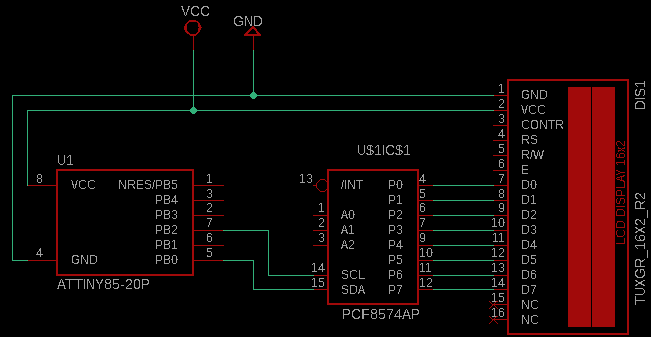 VCC
GND
U1
8 VCC NRES/PB5 1
PB4 3
PB3 2
PB2 7
PB1 6
4 GND PB0 5
ATTINY85-20P
U$1IC$1
13 /INT P0 4
P1 5
1 A0 P2 6
2 A1 P3 7
3 A2 P4 9
P5 10
14 SCL P6 11
15 SDA P7 12
PCF8574AP
1 GND
2 VCC
3 CONTR
4 RS
5 R/W
6 E
7 D0
8 D1
9 D2
10 D3
11 D4
12 D5
13 D6
14 D7
15 NC
16 NC
LCD DISPLAY 16x2
DIS1
TUXGR_16X2_R2